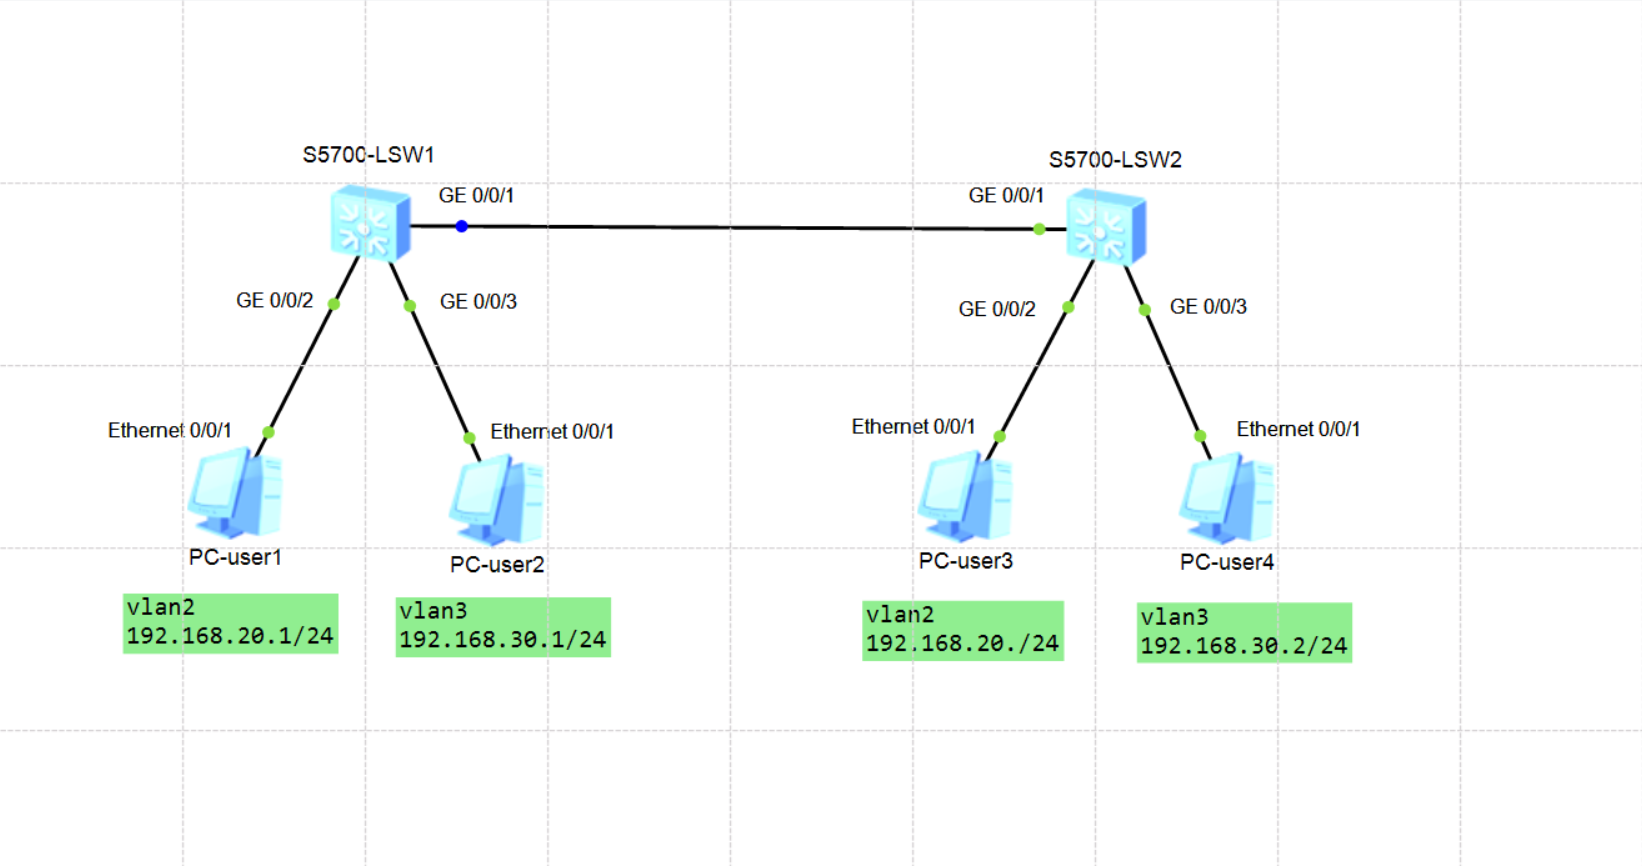 S5700-LSW1
S5700-LSW2
GE 0/0/1
GE 0/0/1
GE 0/0/2
GE 0/0/3
GE 0/0/2
GE 0/0/3
Ethernet 0/0/1
Ethernet 0/0/1
Ethernet 0/0/1
Ethernet 0/0/1
PC-user1
PC-user2
PC-user3
PC-user4
vlan2
192.168.20.1/24
vlan3
192.168.30.1/24
vlan2
192.168.20./24
vlan3
192.168.30.2/24